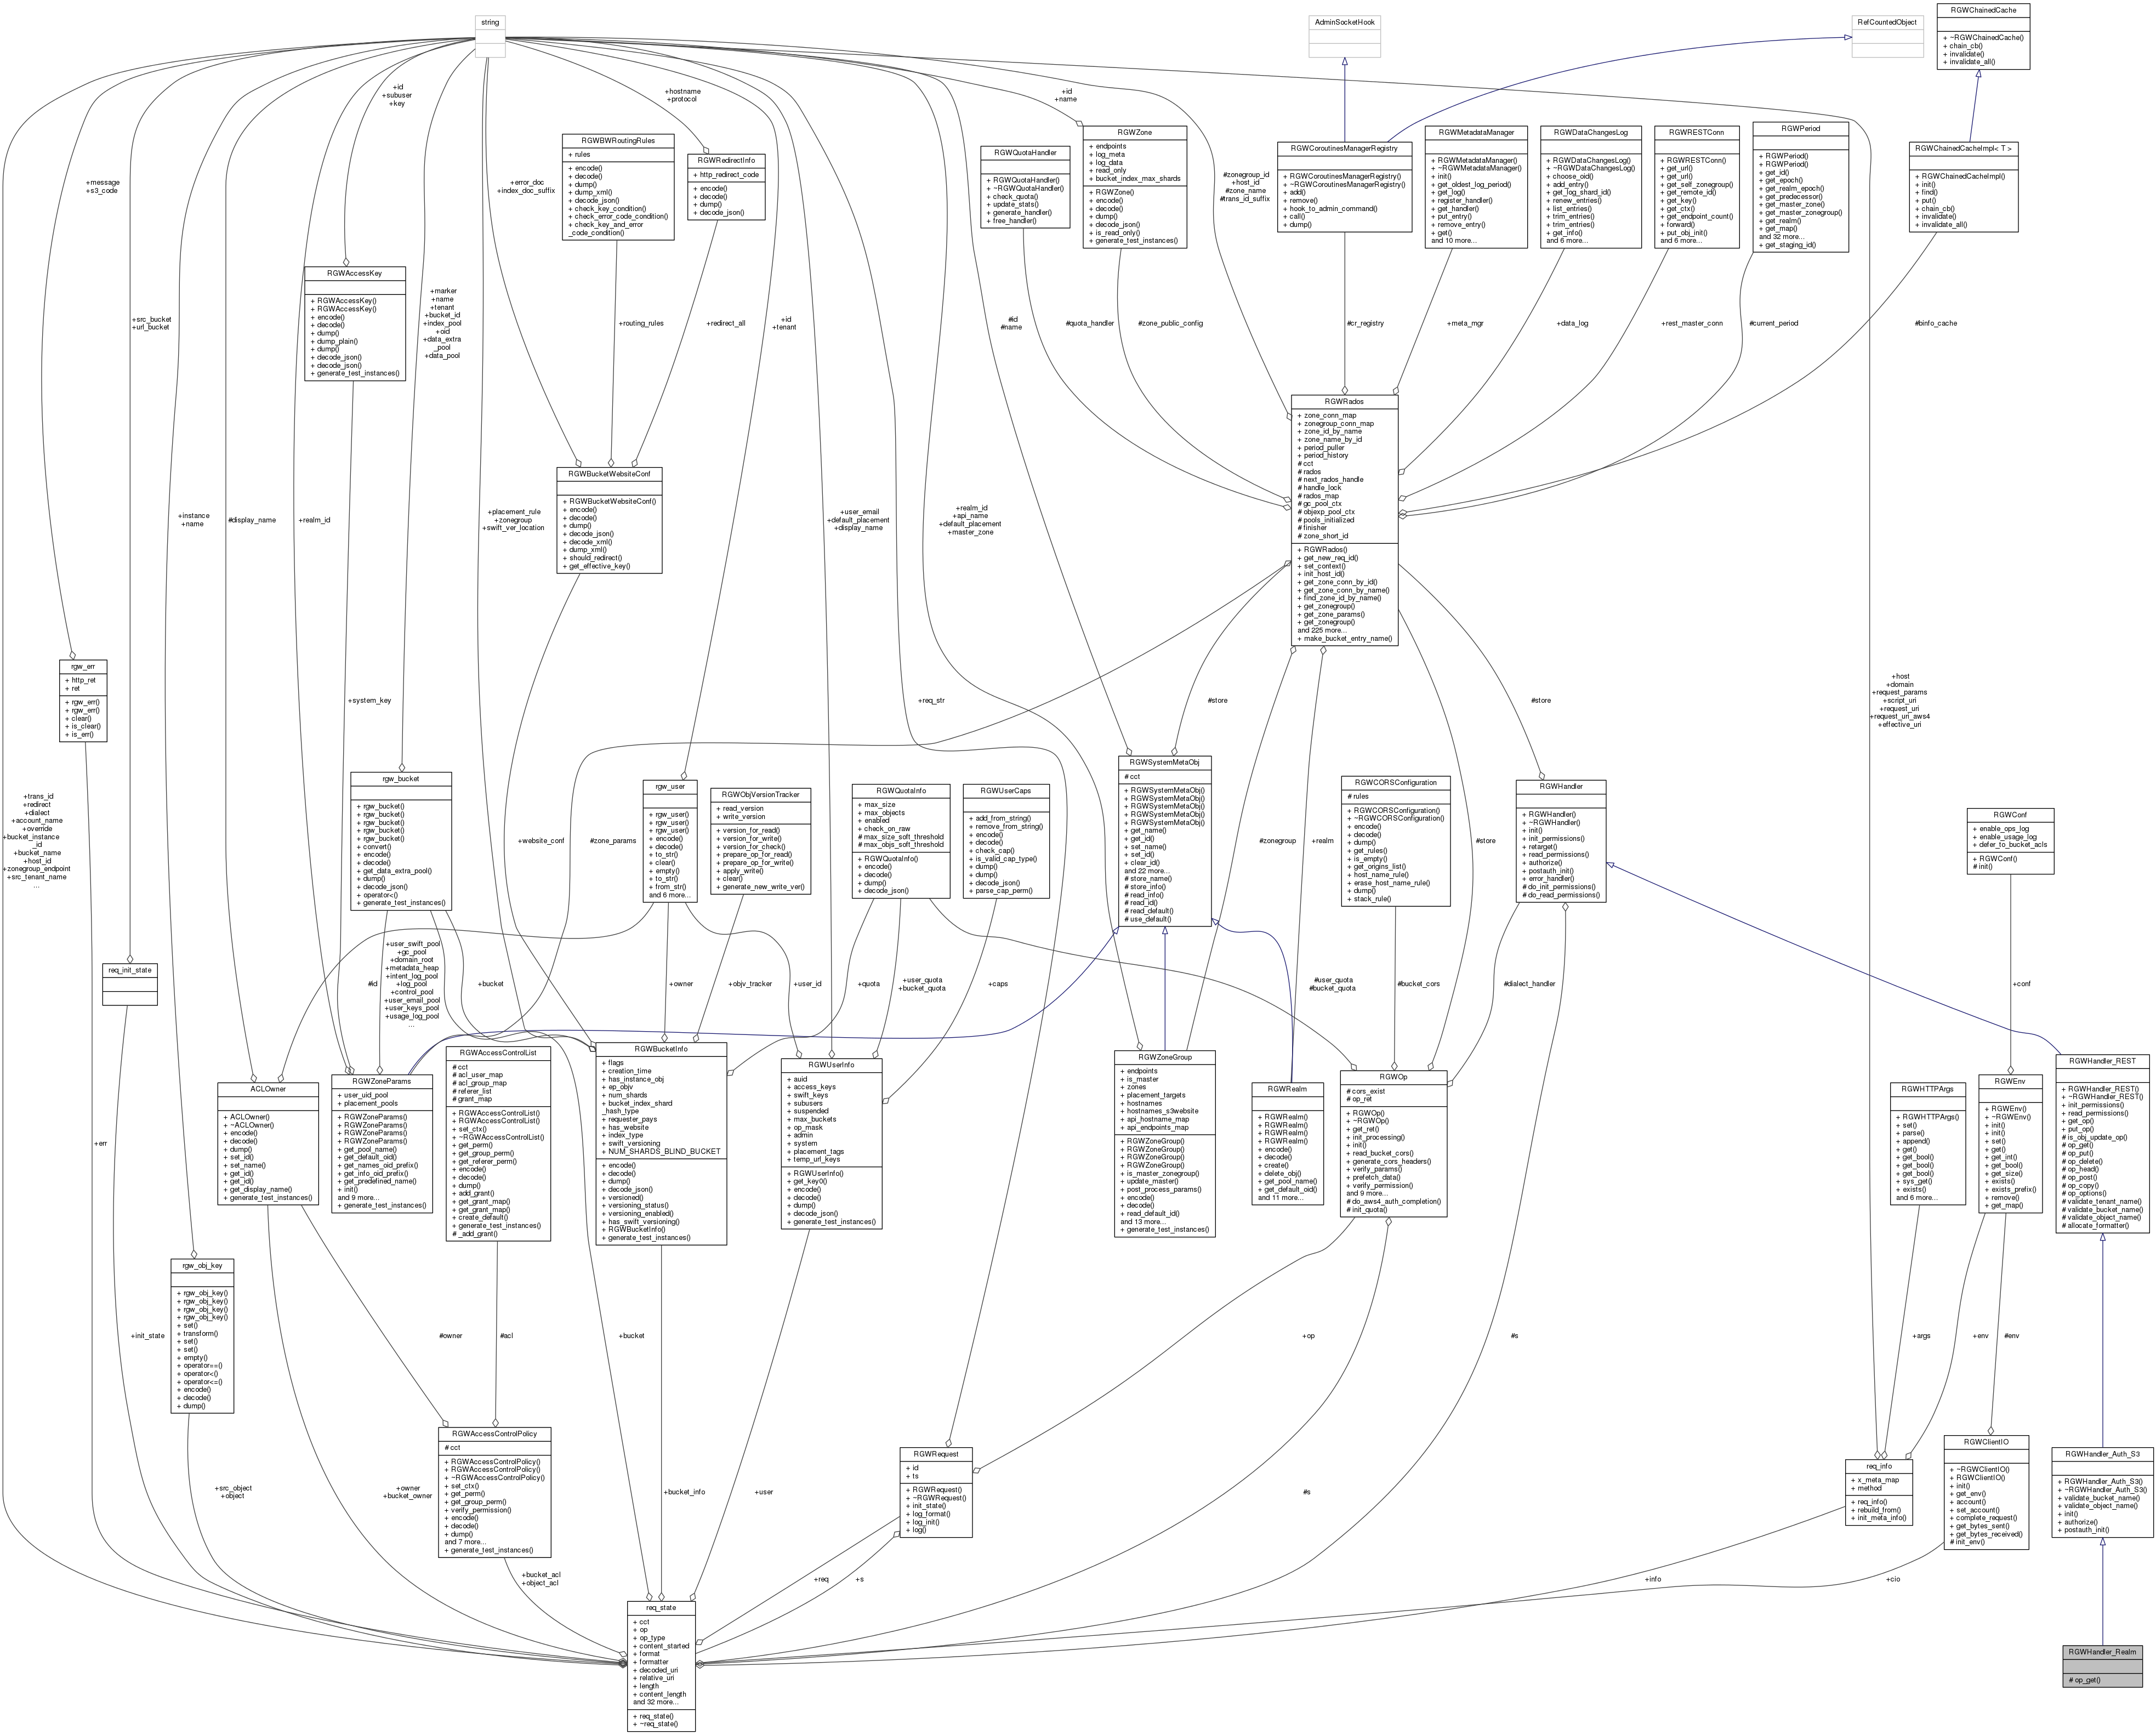 string
AdminSocketHook
RefCountedObject
RGWChainedCache
+ ~RGWChainedCache()
+ chain_cb()
+ invalidate()
+ invalidate_all()
+id
+subuser
+key
+hostname
+protocol
+id
+name
+message
+s3_code
+error_doc
+index_doc_suffix
RGWBWRoutingRules
+ rules
+ encode()
+ decode()
+ dump()
+ dump_xml()
+ decode_json()
+ check_key_condition()
+ check_error_code_condition()
+ check_key_and_error
_code_condition()
RGWRedirectInfo
+ http_redirect_code
+ encode()
+ decode()
+ dump()
+ decode_json()
RGWQuotaHandler
+ RGWQuotaHandler()
+ ~RGWQuotaHandler()
+ check_quota()
+ update_stats()
+ generate_handler()
+ free_handler()
RGWZone
+ endpoints
+ log_meta
+ log_data
+ read_only
+ bucket_index_max_shards
+ RGWZone()
+ encode()
+ decode()
+ dump()
+ decode_json()
+ is_read_only()
+ generate_test_instances()
#zonegroup_id
+host_id
#zone_name
#trans_id_suffix
RGWCoroutinesManagerRegistry
+ RGWCoroutinesManagerRegistry()
+ ~RGWCoroutinesManagerRegistry()
+ add()
+ remove()
+ hook_to_admin_command()
+ call()
+ dump()
RGWMetadataManager
+ RGWMetadataManager()
+ ~RGWMetadataManager()
+ init()
+ get_oldest_log_period()
+ get_log()
+ register_handler()
+ get_handler()
+ put_entry()
+ remove_entry()
+ get()
and 10 more...
RGWDataChangesLog
+ RGWDataChangesLog()
+ ~RGWDataChangesLog()
+ choose_oid()
+ add_entry()
+ get_log_shard_id()
+ renew_entries()
+ list_entries()
+ trim_entries()
+ trim_entries()
+ get_info()
and 6 more...
RGWRESTConn
+ RGWRESTConn()
+ get_url()
+ get_url()
+ get_self_zonegroup()
+ get_remote_id()
+ get_key()
+ get_ctx()
+ get_endpoint_count()
+ forward()
+ put_obj_init()
and 6 more...
RGWPeriod
+ RGWPeriod()
+ RGWPeriod()
+ get_id()
+ get_epoch()
+ get_realm_epoch()
+ get_predecessor()
+ get_master_zone()
+ get_master_zonegroup()
+ get_realm()
+ get_map()
and 32 more...
+ get_staging_id()
RGWChainedCacheImpl< T >
+ RGWChainedCacheImpl()
+ init()
+ find()
+ put()
+ chain_cb()
+ invalidate()
+ invalidate_all()
RGWAccessKey
+ RGWAccessKey()
+ RGWAccessKey()
+ encode()
+ decode()
+ dump()
+ dump_plain()
+ dump()
+ decode_json()
+ decode_json()
+ generate_test_instances()
+marker
+name
+tenant
+bucket_id
+index_pool
+oid
+data_extra
_pool
+data_pool
+src_bucket
+url_bucket
+routing_rules
+redirect_all
+id
+tenant
#id
#name
#quota_handler
#zone_public_config
#cr_registry
+meta_mgr
+data_log
+rest_master_conn
#current_period
#binfo_cache
RGWRados
+ zone_conn_map
+ zonegroup_conn_map
+ zone_id_by_name
+ zone_name_by_id
+ period_puller
+ period_history
# cct
# rados
# next_rados_handle
# handle_lock
# rados_map
# gc_pool_ctx
# objexp_pool_ctx
# pools_initialized
# finisher
# zone_short_id
+ RGWRados()
+ get_new_req_id()
+ set_context()
+ init_host_id()
+ get_zone_conn_by_id()
+ get_zone_conn_by_name()
+ find_zone_id_by_name()
+ get_zonegroup()
+ get_zone_params()
+ get_zonegroup()
and 225 more...
+ make_bucket_entry_name()
RGWBucketWebsiteConf
+ RGWBucketWebsiteConf()
+ encode()
+ decode()
+ dump()
+ decode_json()
+ decode_xml()
+ dump_xml()
+ should_redirect()
+ get_effective_key()
+instance
+name
#display_name
+realm_id
+placement_rule
+zonegroup
+swift_ver_location
+user_email
+default_placement
+display_name
+realm_id
+api_name
+default_placement
+master_zone
rgw_err
+ http_ret
+ ret
+ rgw_err()
+ rgw_err()
+ clear()
+ is_clear()
+ is_err()
+system_key
+req_str
#store
#store
+host
+domain
+request_params
+script_uri
+request_uri
+request_uri_aws4
+effective_uri
+trans_id
+redirect
+dialect
+account_name
+override
+bucket_instance
_id
+bucket_name
+host_id
+zonegroup_endpoint
+src_tenant_name
...
rgw_bucket
+ rgw_bucket()
+ rgw_bucket()
+ rgw_bucket()
+ rgw_bucket()
+ rgw_bucket()
+ convert()
+ encode()
+ decode()
+ get_data_extra_pool()
+ dump()
+ decode_json()
+ operator<()
+ generate_test_instances()
+website_conf
#zone_params
rgw_user
+ rgw_user()
+ rgw_user()
+ rgw_user()
+ encode()
+ decode()
+ to_str()
+ clear()
+ empty()
+ to_str()
+ from_str()
and 6 more...
RGWObjVersionTracker
+ read_version
+ write_version
+ version_for_read()
+ version_for_write()
+ version_for_check()
+ prepare_op_for_read()
+ prepare_op_for_write()
+ apply_write()
+ clear()
+ generate_new_write_ver()
RGWQuotaInfo
+ max_size
+ max_objects
+ enabled
+ check_on_raw
# max_size_soft_threshold
# max_objs_soft_threshold
+ RGWQuotaInfo()
+ encode()
+ decode()
+ dump()
+ decode_json()
RGWUserCaps
+ add_from_string()
+ remove_from_string()
+ encode()
+ decode()
+ check_cap()
+ is_valid_cap_type()
+ dump()
+ dump()
+ decode_json()
+ parse_cap_perm()
RGWSystemMetaObj
# cct
+ RGWSystemMetaObj()
+ RGWSystemMetaObj()
+ RGWSystemMetaObj()
+ RGWSystemMetaObj()
+ RGWSystemMetaObj()
+ get_name()
+ get_id()
+ set_name()
+ set_id()
+ clear_id()
and 22 more...
# store_name()
# store_info()
# read_info()
# read_id()
# read_default()
# use_default()
#zonegroup
+realm
RGWCORSConfiguration
# rules
+ RGWCORSConfiguration()
+ ~RGWCORSConfiguration()
+ encode()
+ decode()
+ dump()
+ get_rules()
+ is_empty()
+ get_origins_list()
+ host_name_rule()
+ erase_host_name_rule()
+ dump()
+ stack_rule()
#store
RGWHandler
+ RGWHandler()
+ ~RGWHandler()
+ init()
+ init_permissions()
+ retarget()
+ read_permissions()
+ authorize()
+ postauth_init()
+ error_handler()
# do_init_permissions()
# do_read_permissions()
RGWConf
+ enable_ops_log
+ enable_usage_log
+ defer_to_bucket_acls
+ RGWConf()
# init()
req_init_state
#id
+user_swift_pool
+gc_pool
+domain_root
+metadata_heap
+intent_log_pool
+log_pool
+control_pool
+user_email_pool
+user_keys_pool
+usage_log_pool
...
+bucket
+owner
+objv_tracker
+user_id
+quota
+user_quota
+bucket_quota
+caps
#user_quota
#bucket_quota
#bucket_cors
#dialect_handler
+conf
ACLOwner
+ ACLOwner()
+ ~ACLOwner()
+ encode()
+ decode()
+ dump()
+ set_id()
+ set_name()
+ get_id()
+ get_id()
+ get_display_name()
+ generate_test_instances()
RGWZoneParams
+ user_uid_pool
+ placement_pools
+ RGWZoneParams()
+ RGWZoneParams()
+ RGWZoneParams()
+ RGWZoneParams()
+ get_pool_name()
+ get_default_oid()
+ get_names_oid_prefix()
+ get_info_oid_prefix()
+ get_predefined_name()
+ init()
and 9 more...
+ generate_test_instances()
RGWAccessControlList
# cct
# acl_user_map
# acl_group_map
# referer_list
# grant_map
+ RGWAccessControlList()
+ RGWAccessControlList()
+ set_ctx()
+ ~RGWAccessControlList()
+ get_perm()
+ get_group_perm()
+ get_referer_perm()
+ encode()
+ decode()
+ dump()
+ add_grant()
+ get_grant_map()
+ get_grant_map()
+ create_default()
+ generate_test_instances()
# _add_grant()
RGWBucketInfo
+ flags
+ creation_time
+ has_instance_obj
+ ep_objv
+ num_shards
+ bucket_index_shard
_hash_type
+ requester_pays
+ has_website
+ index_type
+ swift_versioning
+ NUM_SHARDS_BLIND_BUCKET
+ encode()
+ decode()
+ dump()
+ decode_json()
+ versioned()
+ versioning_status()
+ versioning_enabled()
+ has_swift_versioning()
+ RGWBucketInfo()
+ generate_test_instances()
RGWUserInfo
+ auid
+ access_keys
+ swift_keys
+ subusers
+ suspended
+ max_buckets
+ op_mask
+ admin
+ system
+ placement_tags
+ temp_url_keys
+ RGWUserInfo()
+ get_key0()
+ encode()
+ decode()
+ dump()
+ decode_json()
+ generate_test_instances()
RGWZoneGroup
+ endpoints
+ is_master
+ zones
+ placement_targets
+ hostnames
+ hostnames_s3website
+ api_hostname_map
+ api_endpoints_map
+ RGWZoneGroup()
+ RGWZoneGroup()
+ RGWZoneGroup()
+ RGWZoneGroup()
+ is_master_zonegroup()
+ update_master()
+ post_process_params()
+ encode()
+ decode()
+ read_default_id()
and 13 more...
+ generate_test_instances()
RGWRealm
+ RGWRealm()
+ RGWRealm()
+ RGWRealm()
+ RGWRealm()
+ encode()
+ decode()
+ create()
+ delete_obj()
+ get_pool_name()
+ get_default_oid()
and 11 more...
RGWOp
# cors_exist
# op_ret
+ RGWOp()
+ ~RGWOp()
+ get_ret()
+ init_processing()
+ init()
+ read_bucket_cors()
+ generate_cors_headers()
+ verify_params()
+ prefetch_data()
+ verify_permission()
and 9 more...
# do_aws4_auth_completion()
# init_quota()
RGWHTTPArgs
+ RGWHTTPArgs()
+ set()
+ parse()
+ append()
+ get()
+ get_bool()
+ get_bool()
+ get_bool()
+ sys_get()
+ exists()
and 6 more...
RGWEnv
+ RGWEnv()
+ ~RGWEnv()
+ init()
+ init()
+ set()
+ get()
+ get_int()
+ get_bool()
+ get_size()
+ exists()
+ exists_prefix()
+ remove()
+ get_map()
RGWHandler_REST
+ RGWHandler_REST()
+ ~RGWHandler_REST()
+ init_permissions()
+ read_permissions()
+ get_op()
+ put_op()
# is_obj_update_op()
# op_get()
# op_put()
# op_delete()
# op_head()
# op_post()
# op_copy()
# op_options()
# validate_tenant_name()
# validate_bucket_name()
# validate_object_name()
# allocate_formatter()
+err
rgw_obj_key
+ rgw_obj_key()
+ rgw_obj_key()
+ rgw_obj_key()
+ rgw_obj_key()
+ set()
+ transform()
+ set()
+ set()
+ empty()
+ operator==()
+ operator<()
+ operator<=()
+ encode()
+ decode()
+ dump()
+init_state
#owner
#acl
+bucket
+op
#s
+args
+env
#env
RGWAccessControlPolicy
# cct
+ RGWAccessControlPolicy()
+ RGWAccessControlPolicy()
+ ~RGWAccessControlPolicy()
+ set_ctx()
+ get_perm()
+ get_group_perm()
+ verify_permission()
+ encode()
+ decode()
+ dump()
and 7 more...
+ generate_test_instances()
RGWRequest
+ id
+ ts
+ RGWRequest()
+ ~RGWRequest()
+ init_state()
+ log_format()
+ log_init()
+ log()
req_info
+ x_meta_map
+ method
+ req_info()
+ rebuild_from()
+ init_meta_info()
RGWClientIO
+ ~RGWClientIO()
+ RGWClientIO()
+ init()
+ get_env()
+ account()
+ set_account()
+ complete_request()
+ get_bytes_sent()
+ get_bytes_received()
# init_env()
RGWHandler_Auth_S3
+ RGWHandler_Auth_S3()
+ ~RGWHandler_Auth_S3()
+ validate_bucket_name()
+ validate_object_name()
+ init()
+ authorize()
+ postauth_init()
+src_object
+object
+owner
+bucket_owner
+bucket_info
+user
#s
+bucket_acl
+object_acl
+req
+s
+info
+cio
req_state
+ cct
+ op
+ op_type
+ content_started
+ format
+ formatter
+ decoded_uri
+ relative_uri
+ length
+ content_length
and 32 more...
+ req_state()
+ ~req_state()
RGWHandler_Realm
# op_get()